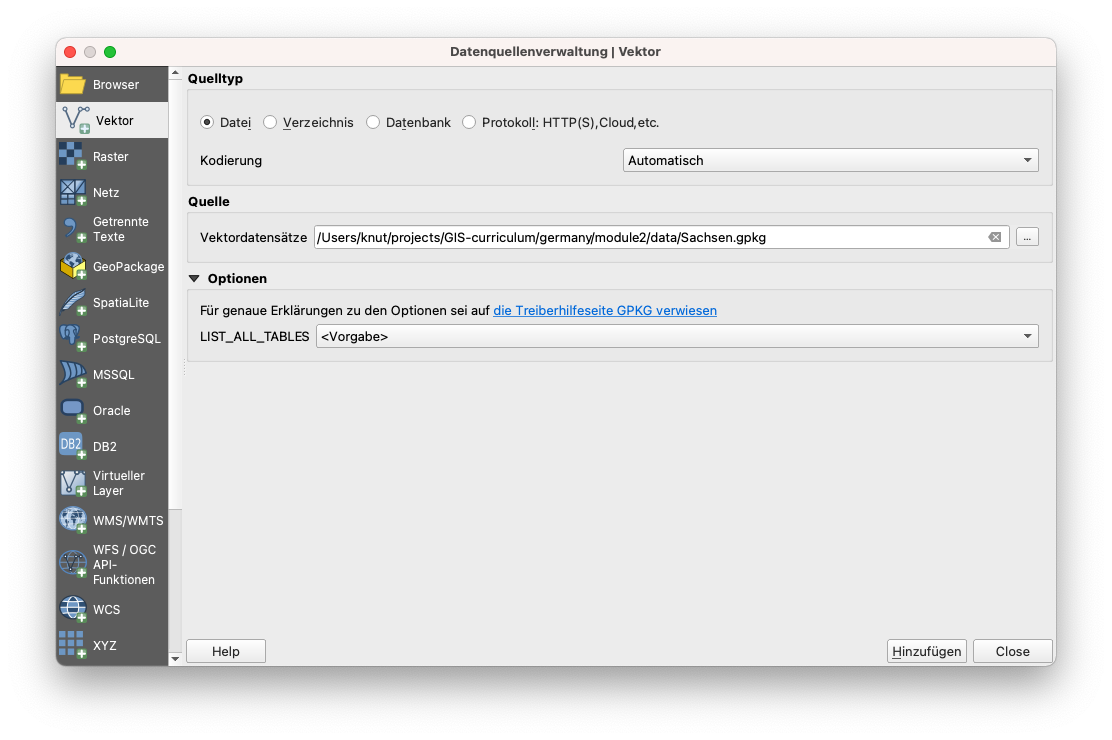 Datenquellenverwaltung | Vektor
Browser
Vektor
Raster
Netz
Getrennte
Texte
GeoPackage
SpatiaLite
PostgreSQL
MSSQL
Oracle
DB2
DB2
Virtueller
Layer
WMS/WMTS
WFS / OGC
API-
Funktionen
WCS
XYZ
Quelltyp
Datei Verzeichnis Datenbank Protokoll: HTTP(S),Cloud,etc.
Kodierung Automatisch
Quelle
Vektordatensätze /Users/knut/projects/GIS-curriculum/germany/module2/data/Sachsen.gpkg ...
Optionen
Für genaue Erklärungen zu den Optionen sei auf die Treiberhilfeseite GPKG verwiesen
LIST_ALL_TABLES <Vorgabe>
Help Hinzufügen Close